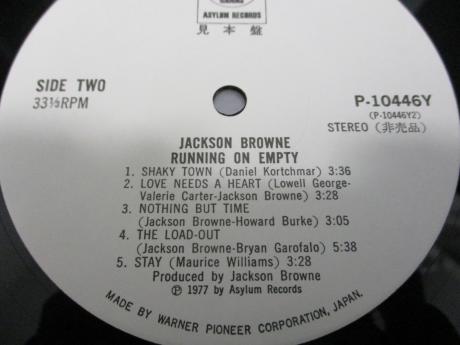 ASYLUM RECORDS
見本盤
SIDE TWO
33⅓RPM
P-10446Y
(P-10446Y2)
STEREO (非売品)
JACKSON BROWNE
RUNNING ON EMPTY
1. SHAKY TOWN (Daniel Kortchmar) 3:36
2. LOVE NEEDS A HEART (Lowell George-
Valerie Carter-Jackson Browne) 3:28
3. NOTHING BUT TIME
(Jackson Browne-Howard Burke) 3:05
4. THE LOAD-OUT
(Jackson Browne-Bryan Garofalo) 5:38
5. STAY (Maurice Williams) 3:28
Produced by Jackson Browne
Ⓟ 1977 by Asylum Records
MADE BY WARNER PIONEER CORPORATION, JAPAN.